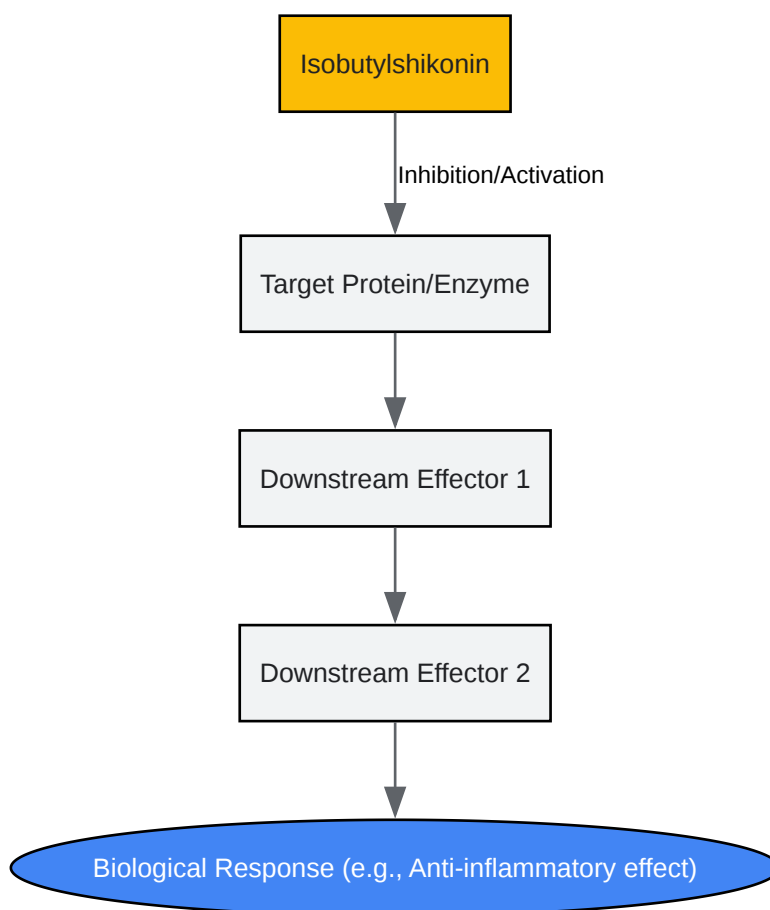 Isobutylshikonin
Inhibition/Activation
Target Protein/Enzyme
Downstream Effector 1
Downstream Effector 2
Biological Response (e.g., Anti-inflammatory effect)